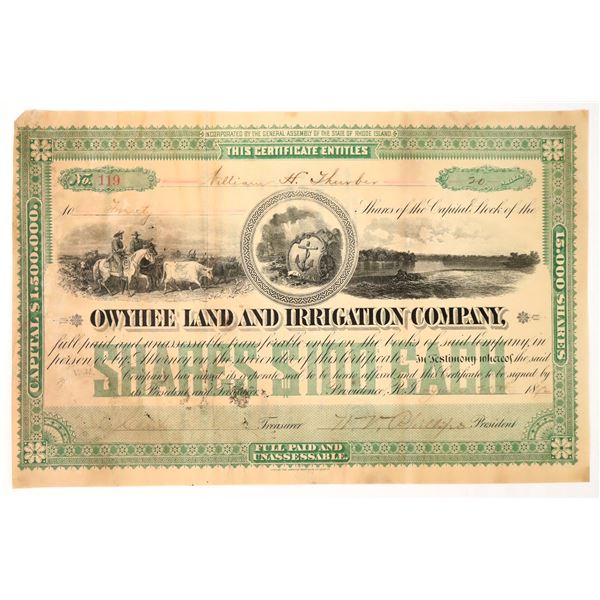 INCORPORATED BY THE GENERAL ASSEMBLY OF THE STATE OF RHODE ISLAND.
THIS CERTIFICATE ENTITLES
No. 119 William H. Thurber 20
to Twenty Shares of the Capital Stock of the
CAPITAL $1,500,000.
15,000 SHARES
OWYHEE LAND AND IRRIGATION COMPANY,
full paid and unassessable transferable only on the books of said Company, in
person or by Attorney on the surrender of this Certificate. In Testimony whereof the said
Company has caused its corporate seal to be hereto affixed and this Certificate to be signed by
its President and Treasurer. Providence, R.I. 18
SHARES $100 EACH
Treasurer President
FULL PAID AND
UNASSESSABLE.